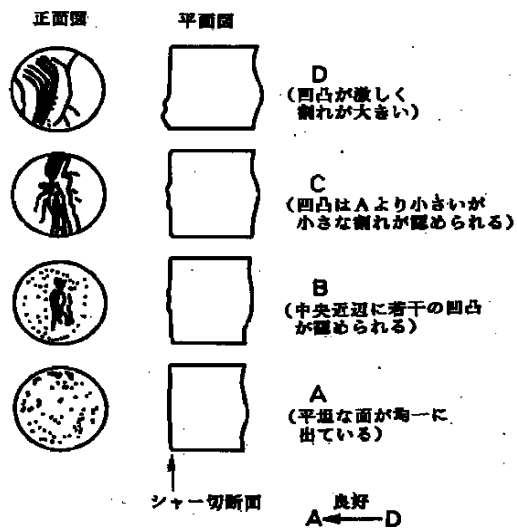 正面図 平面図
D
(凹凸が激しく
割れが大きい)
C
(凹凸はAより小さいが
小さな割れが認められる)
B
(中央近辺に若干の凹凸
が認められる)
A
(平坦な面が均一に
出ている)
シャー切断面
良好
A←D